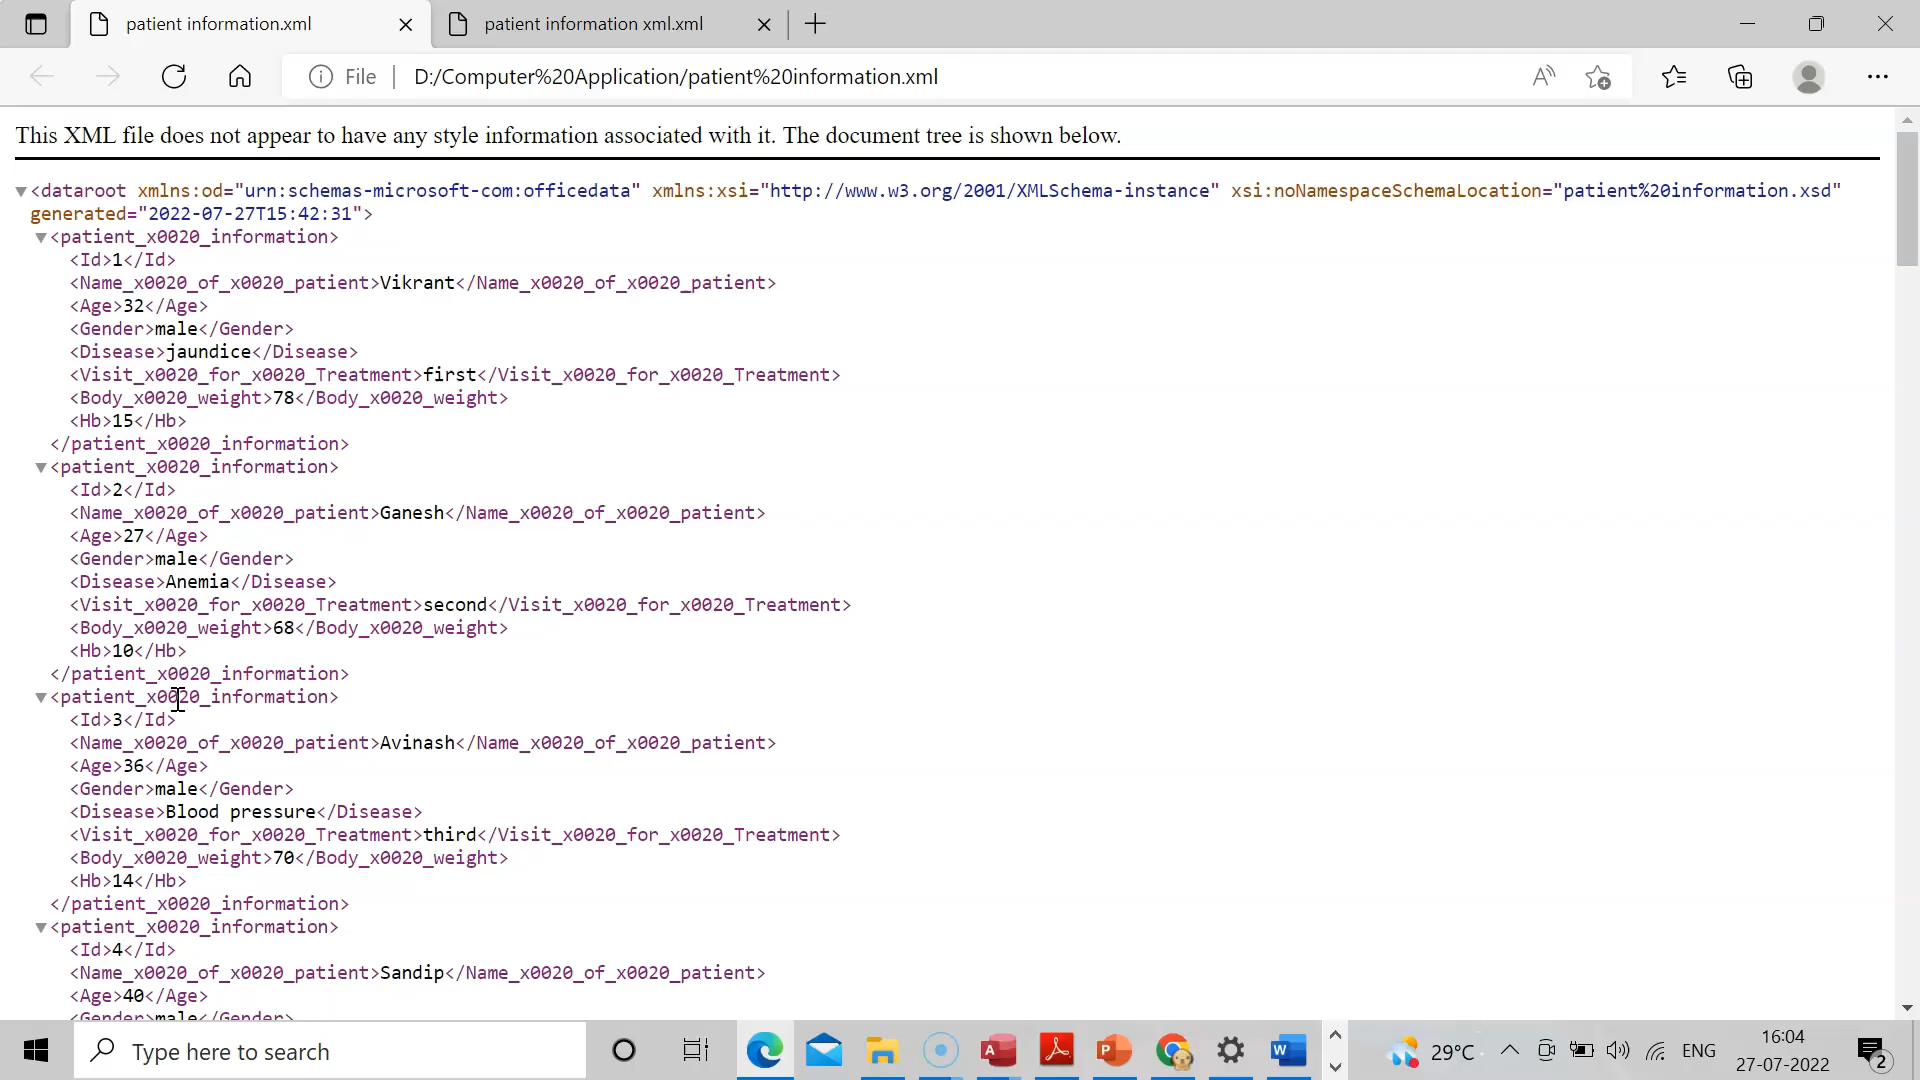 patient information.xml
patient information xml.xml
File
D:/Computer%20Application/patient%20information.xml
This XML file does not appear to have any style information associated with it. The document tree is shown below.
<dataroot xmlns:od="urn:schemas-microsoft-com:officedata" xmlns:xsi="http://www.w3.org/2001/XMLSchema-instance" xsi:noNamespaceSchemaLocation="patient%20information.xsd"
generated="2022-07-27T15:42:31">
<patient_x0020_information>
<Id>1</Id>
<Name_x0020_of_x0020_patient>Vikrant</Name_x0020_of_x0020_patient>
<Age>32</Age>
<Gender>male</Gender>
<Disease>jaundice</Disease>
<Visit_x0020_for_x0020_Treatment>first</Visit_x0020_for_x0020_Treatment>
<Body_x0020_weight>78</Body_x0020_weight>
<Hb>15</Hb>
</patient_x0020_information>
<patient_x0020_information>
<Id>2</Id>
<Name_x0020_of_x0020_patient>Ganesh</Name_x0020_of_x0020_patient>
<Age>27</Age>
<Gender>male</Gender>
<Disease>Anemia</Disease>
<Visit_x0020_for_x0020_Treatment>second</Visit_x0020_for_x0020_Treatment>
<Body_x0020_weight>68</Body_x0020_weight>
<Hb>10</Hb>
</patient_x0020_information>
<patient_x0020_information>
<Id>3</Id>
<Name_x0020_of_x0020_patient>Avinash</Name_x0020_of_x0020_patient>
<Age>36</Age>
<Gender>male</Gender>
<Disease>Blood pressure</Disease>
<Visit_x0020_for_x0020_Treatment>third</Visit_x0020_for_x0020_Treatment>
<Body_x0020_weight>70</Body_x0020_weight>
<Hb>14</Hb>
</patient_x0020_information>
<patient_x0020_information>
<Id>4</Id>
<Name_x0020_of_x0020_patient>Sandip</Name_x0020_of_x0020_patient>
<Age>40</Age>
<Gender>male</Gender>
Type here to search
29°C
ENG
16:04
27-07-2022
2